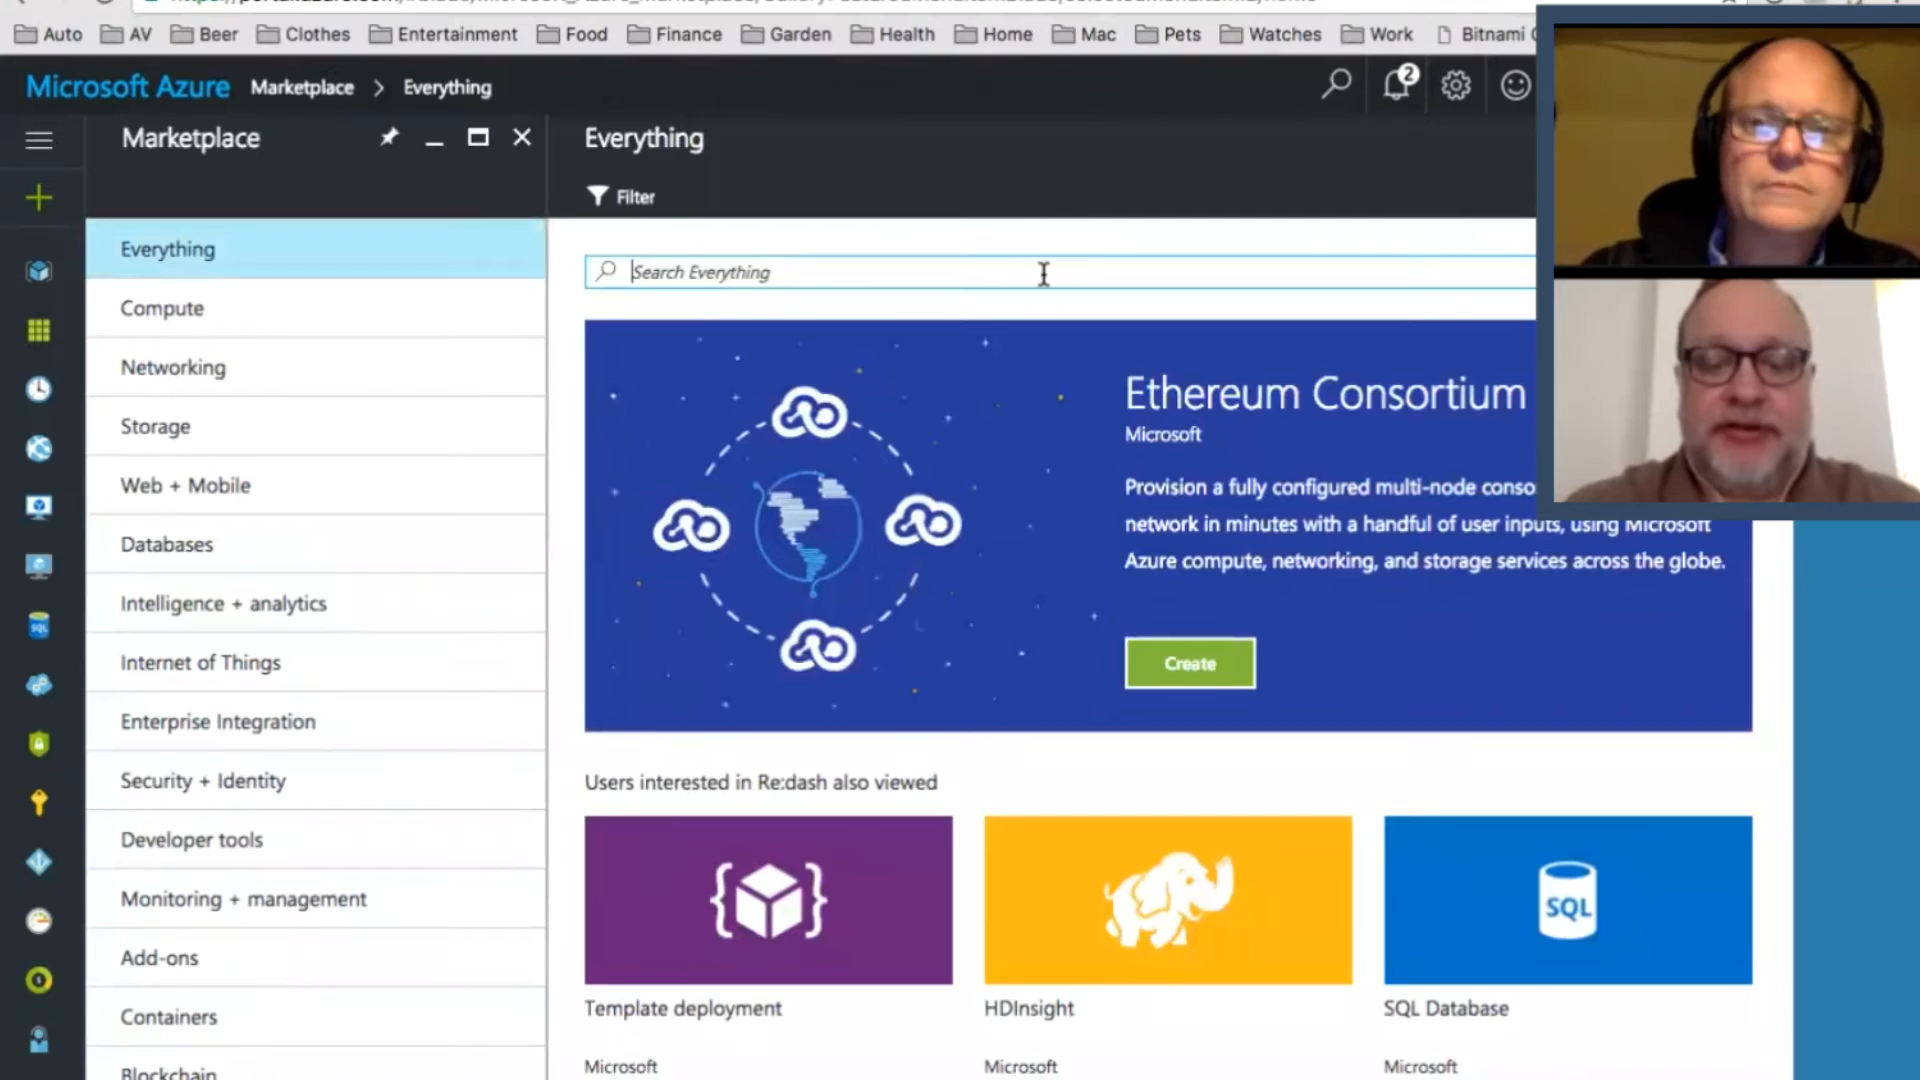 Auto AV Beer Clothes Entertainment Food Finance Garden Health Home Mac Pets Watches Work Bitnami
Microsoft Azure Marketplace > Everything 2
Marketplace
Everything
Filter
Everything
Compute
Networking
Storage
Web + Mobile
Databases
Intelligence + analytics
Internet of Things
Enterprise Integration
Security + Identity
Developer tools
Monitoring + management
Add-ons
Containers
Blockchain
SQL
Search Everything
Ethereum Consortium
Microsoft
Provision a fully configured multi-node
network in minutes with a handful of user inputs, using Microsoft
Azure compute, networking, and storage services across the globe.
Create
Users interested in Re:dash also viewed
SQL
Template deployment
HDInsight
SQL Database
Microsoft
Microsoft
Microsoft